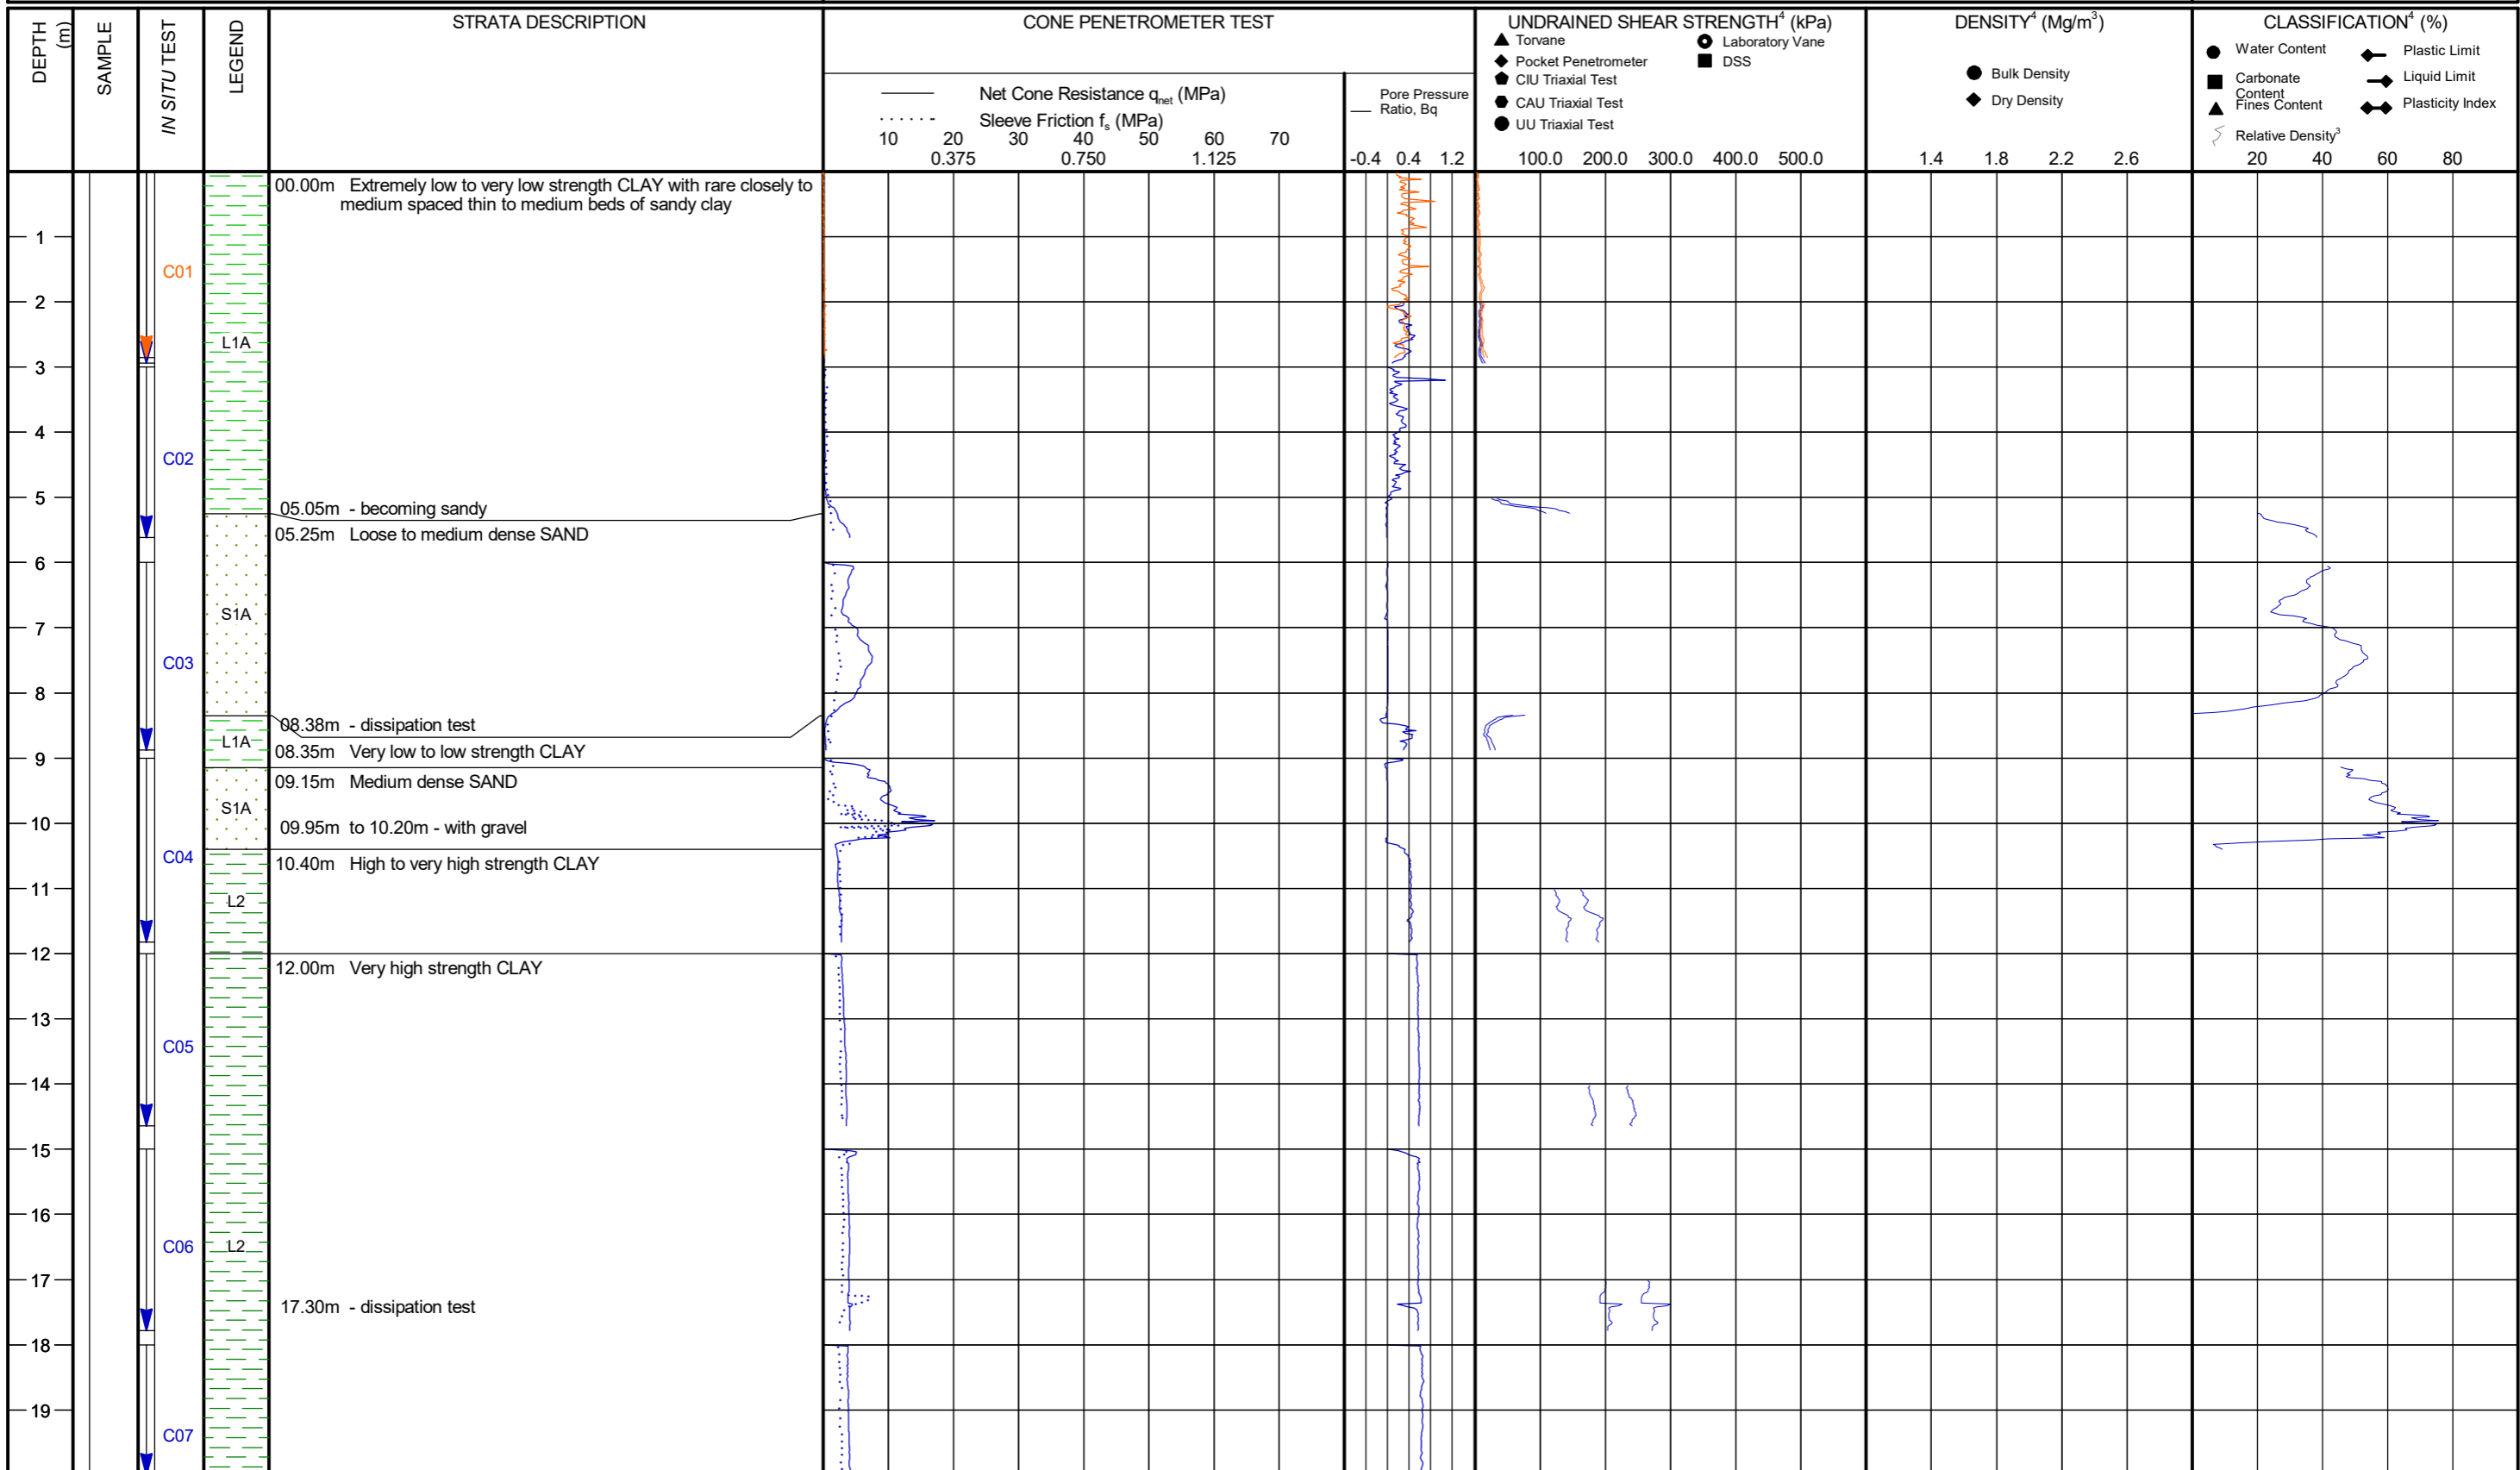 DEPTH (m)
SAMPLE
IN SITU TEST
LEGEND
STRATA DESCRIPTION
CONE PENETROMETER TEST
Net Cone Resistance qnet (MPa)
Sleeve Friction fs (MPa)
10 20 30 40 50 60 70
0.375 0.750 1.125
Pore Pressure
Ratio, Bq
-0.4 0.4 1.2
UNDRAINED SHEAR STRENGTH⁴ (kPa)
Torvane
Pocket Penetrometer
CIU Triaxial Test
CAU Triaxial Test
UU Triaxial Test
Laboratory Vane
DSS
100.0 200.0 300.0 400.0 500.0
DENSITY⁴ (Mg/m³)
Bulk Density
Dry Density
1.4 1.8 2.2 2.6
CLASSIFICATION⁴ (%)
Water Content
Carbonate
Content
Fines Content
Relative Density³
Plastic Limit
Liquid Limit
Plasticity Index
20 40 60 80
00.00m Extremely low to very low strength CLAY with rare closely to
medium spaced thin to medium beds of sandy clay
1
C01
2
L1A
3
4
C02
5
05.05m - becoming sandy
05.25m Loose to medium dense SAND
6
S1A
7
C03
8
08.38m - dissipation test
L1A
08.35m Very low to low strength CLAY
9
09.15m Medium dense SAND
S1A
10
09.95m to 10.20m - with gravel
C04
10.40m High to very high strength CLAY
11
L2
12
12.00m Very high strength CLAY
13
C05
14
15
16
C06
L2
17
17.30m - dissipation test
18
19
C07